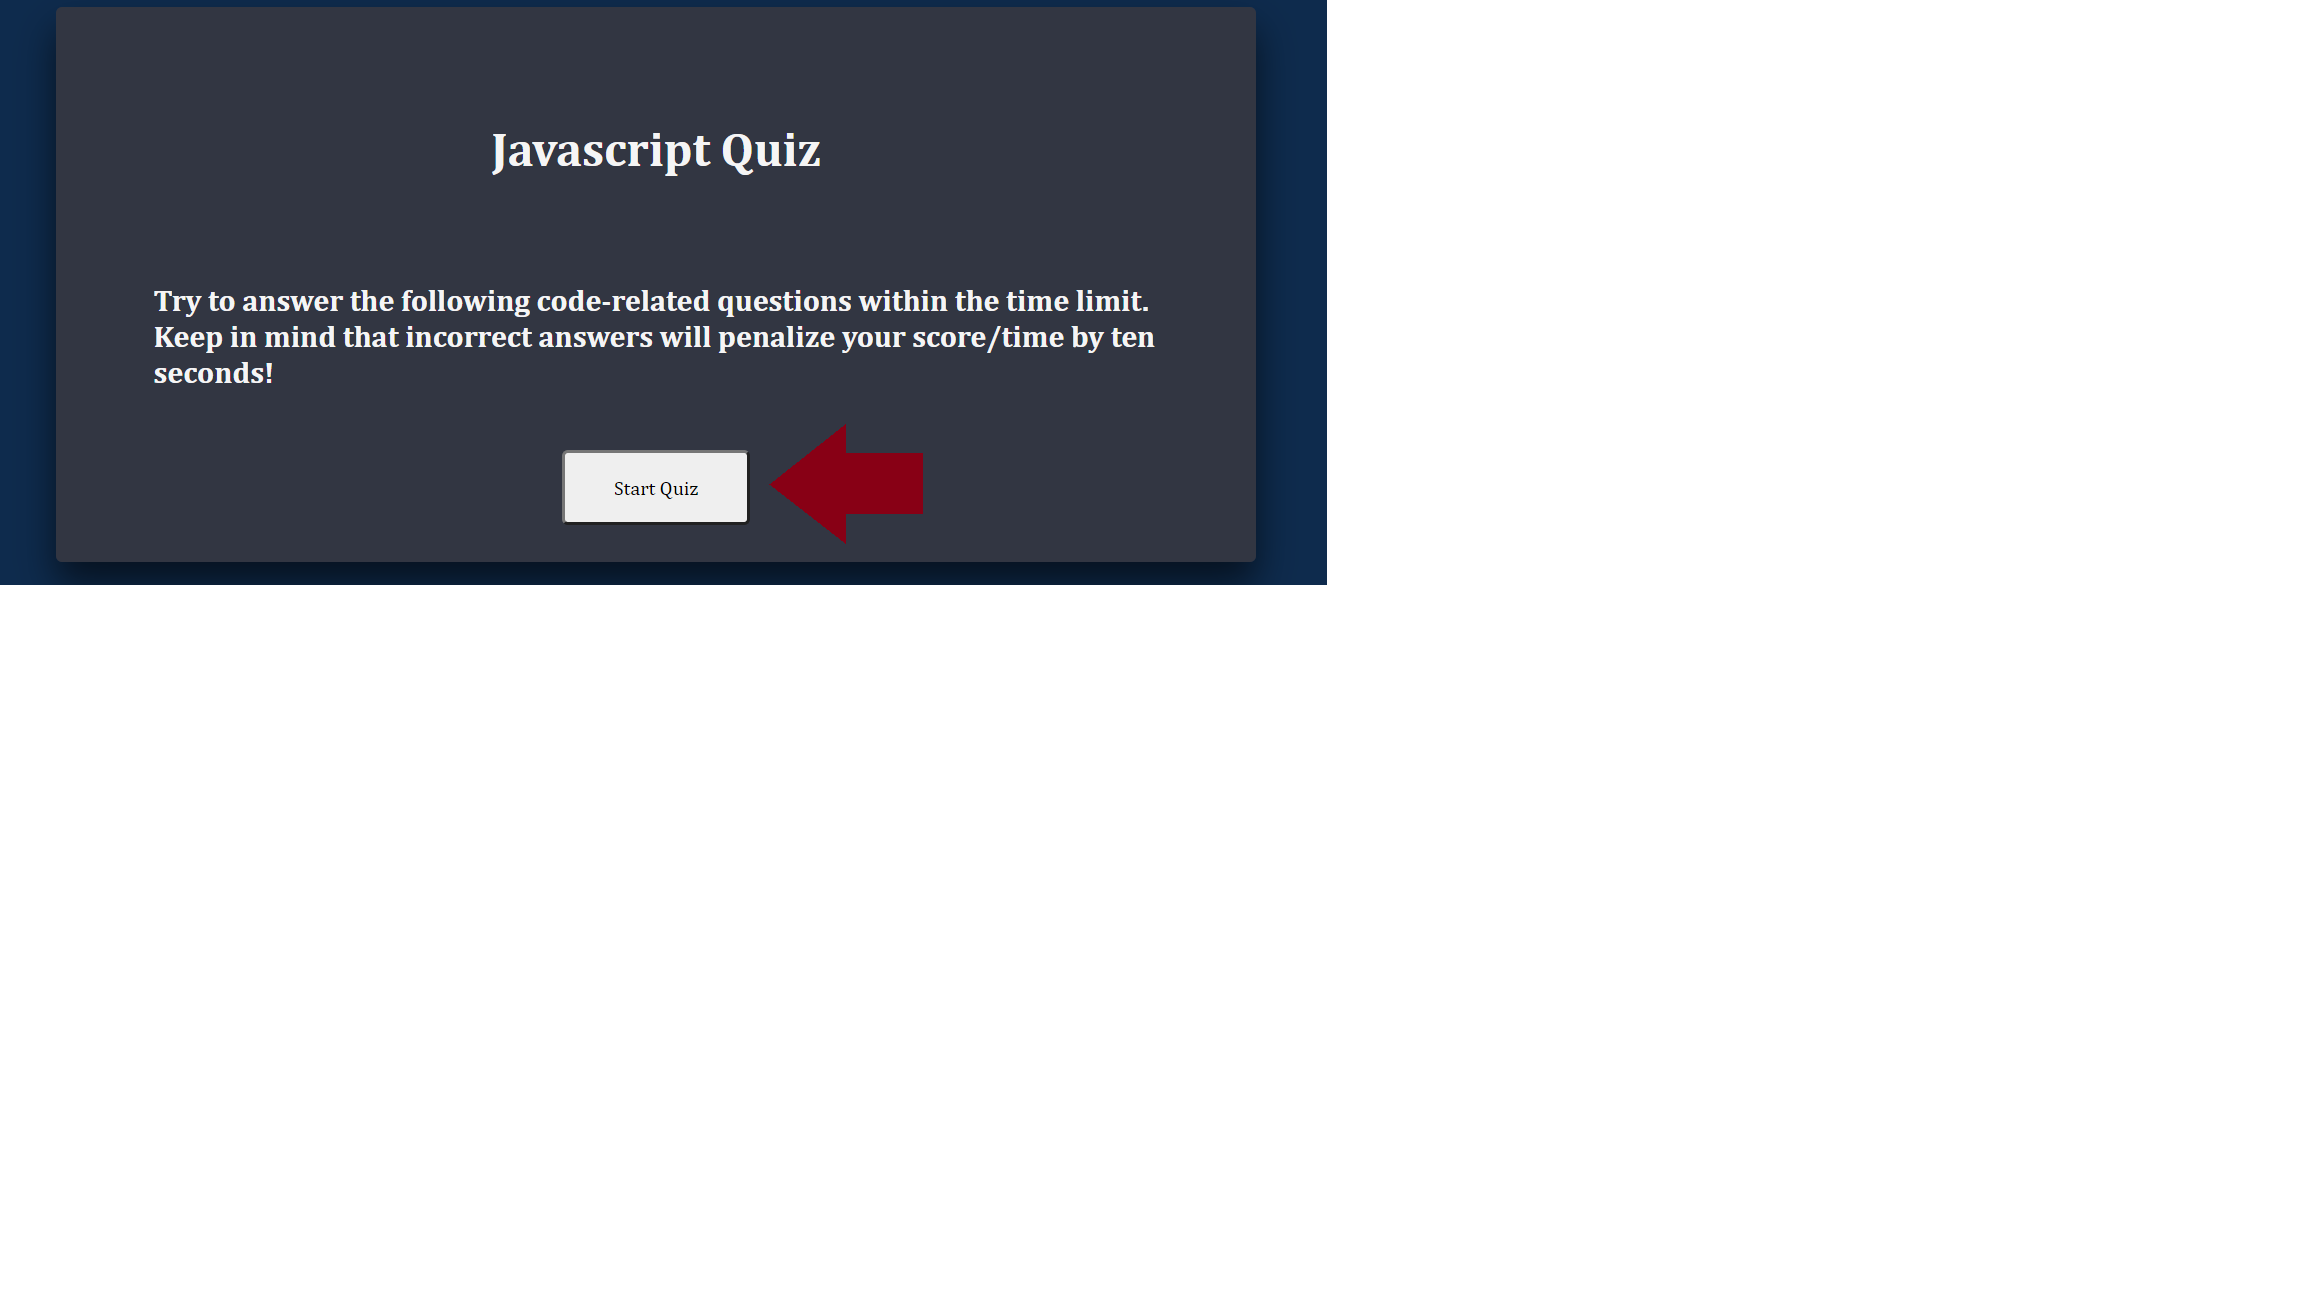 Javascript Quiz
Try to answer the following code-related questions within the time limit.
Keep in mind that incorrect answers will penalize your score/time by ten
seconds!
Start Quiz